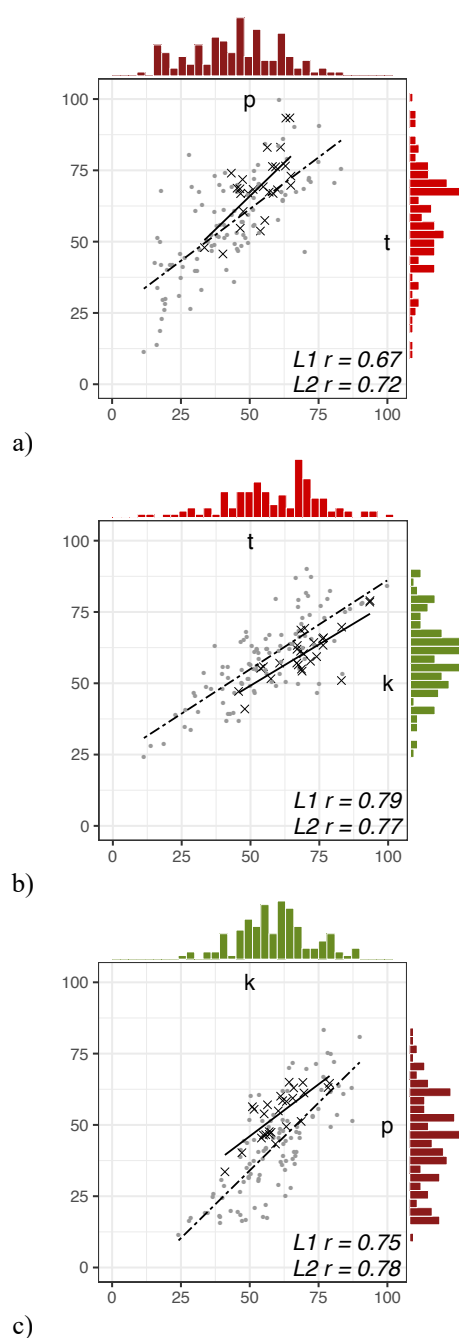 p
100
75
t
50
25
L1 r = 0.67
0
L2 r = 0.72
0 25 50 75 100
a)
t
100
75
k
50
25
L1 r = 0.79
0
L2 r = 0.77
0 25 50 75 100
b)
k
100
75
p
50
25
L1 r = 0.75
0
L2 r = 0.78
0 25 50 75 100
c)